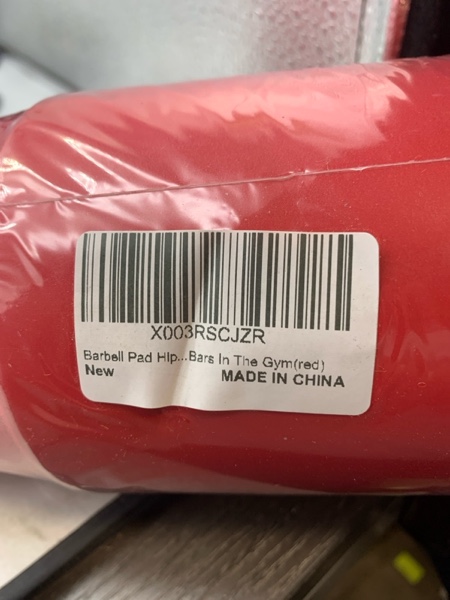 X003RSCJZR
Barbell Pad Hip...Bars In The Gym(red)
New
MADE IN CHINA